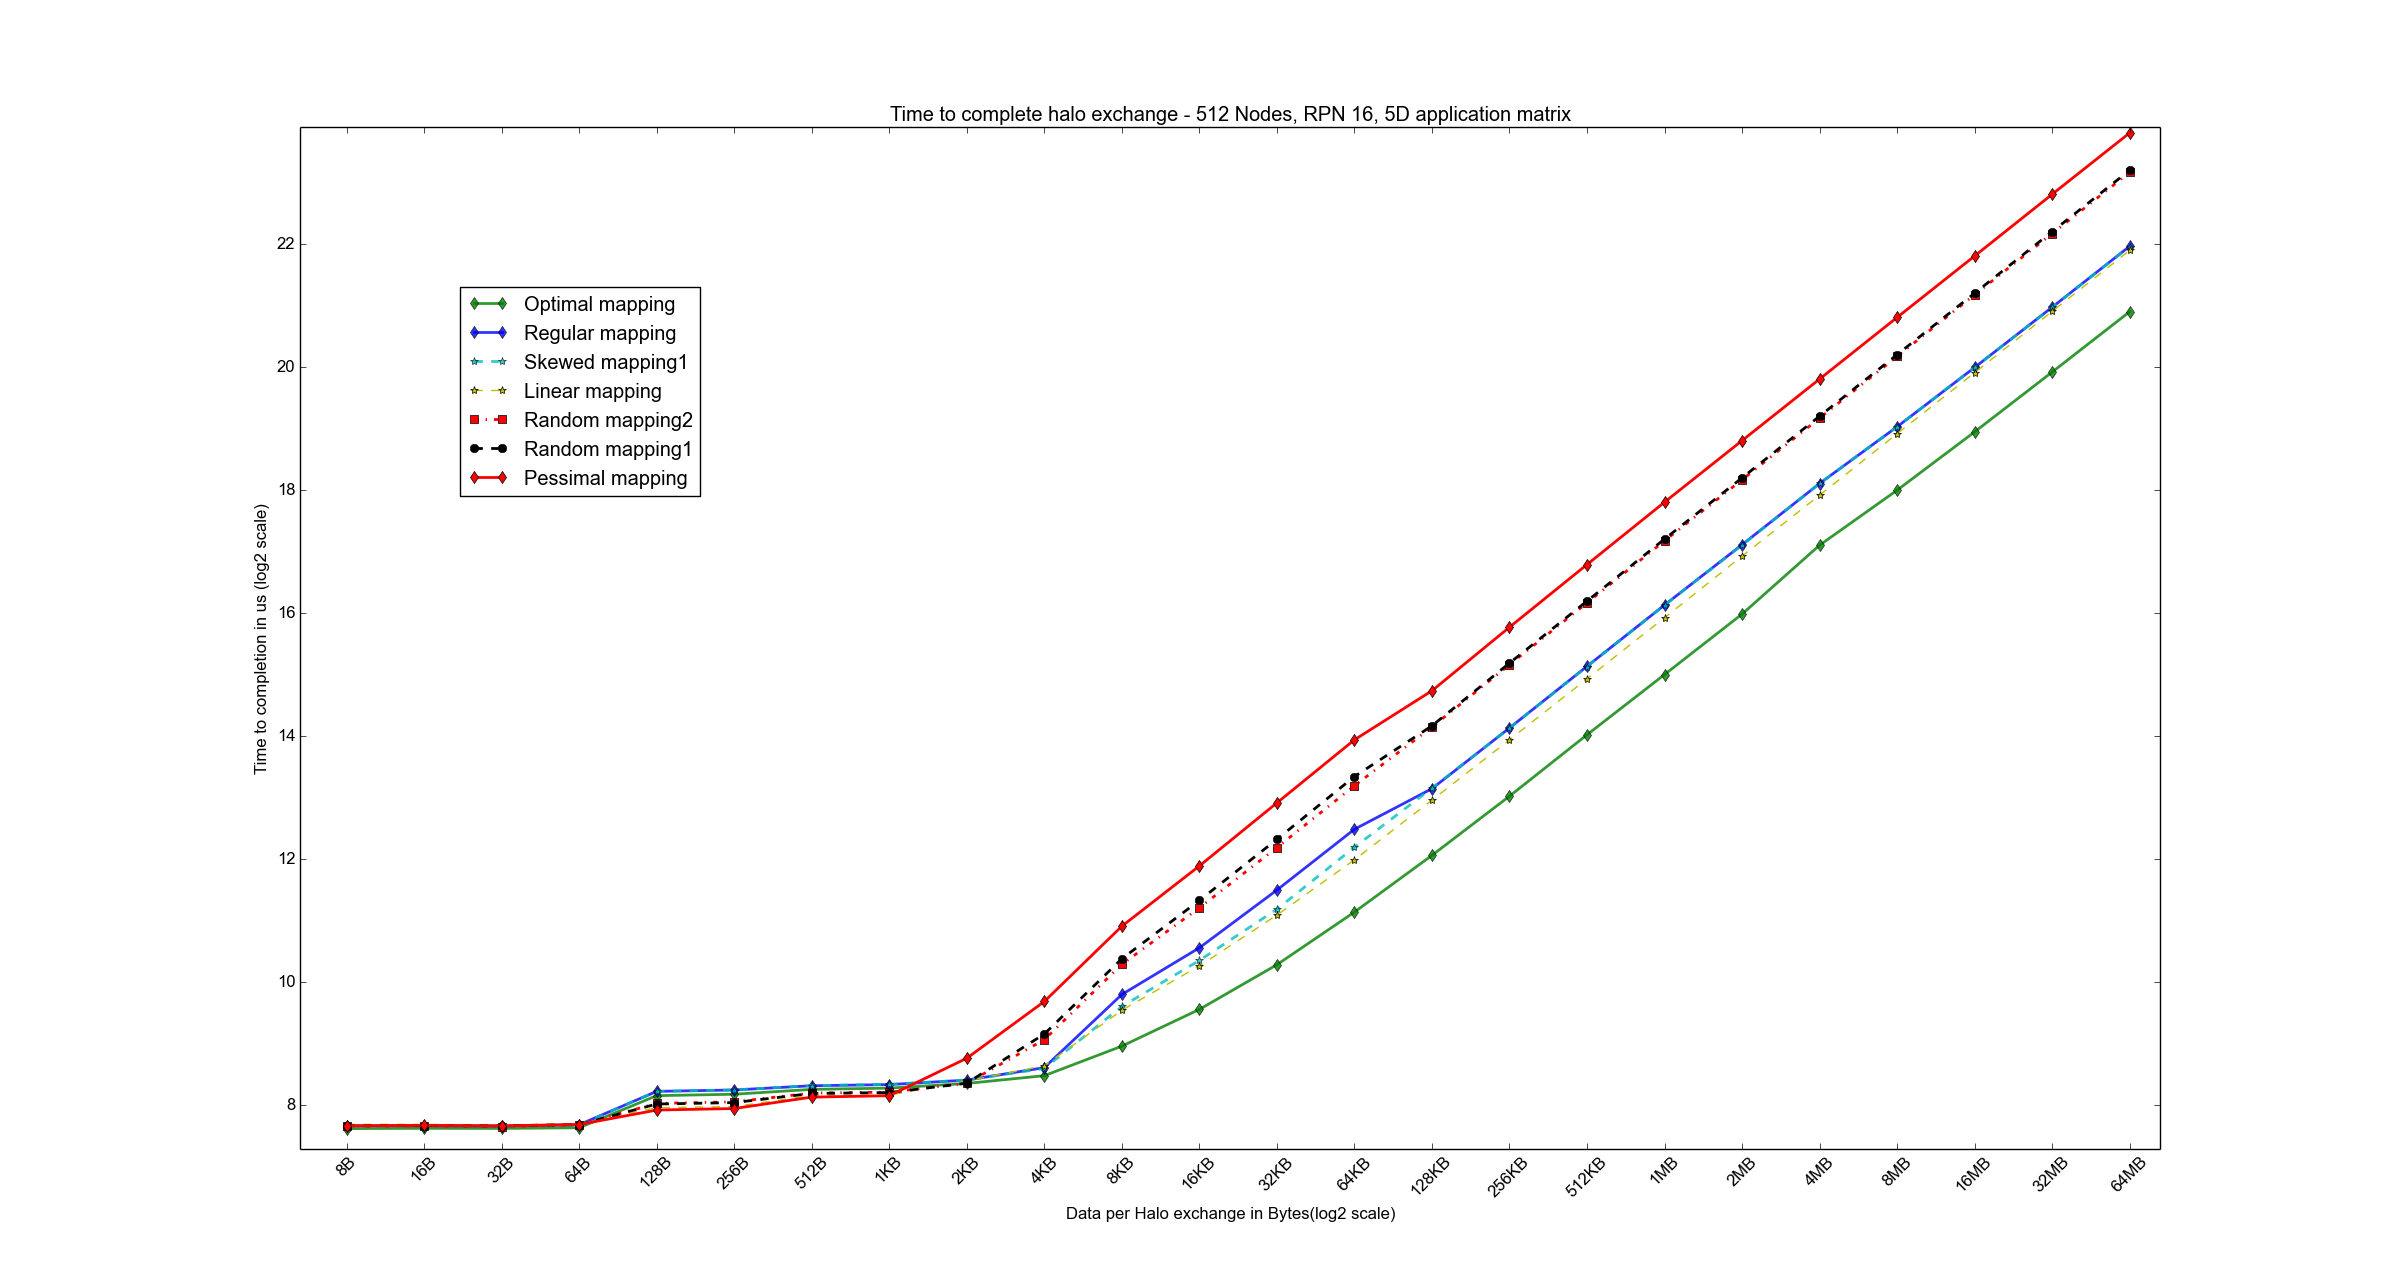 Time to complete halo exchange - 512 Nodes, RPN 16, 5D application matrix
22
20
18
16
14
12
10
8
Time to completion in us (log2 scale)
Optimal mapping
Regular mapping
Skewed mapping1
Linear mapping
Random mapping2
Random mapping1
Pessimal mapping
8B
16B
32B
64B
128B
256B
512B
1KB
2KB
4KB
8KB
16KB
32KB
64KB
128KB
256KB
512KB
1MB
2MB
4MB
8MB
16MB
32MB
64MB
Data per Halo exchange in Bytes(log2 scale)